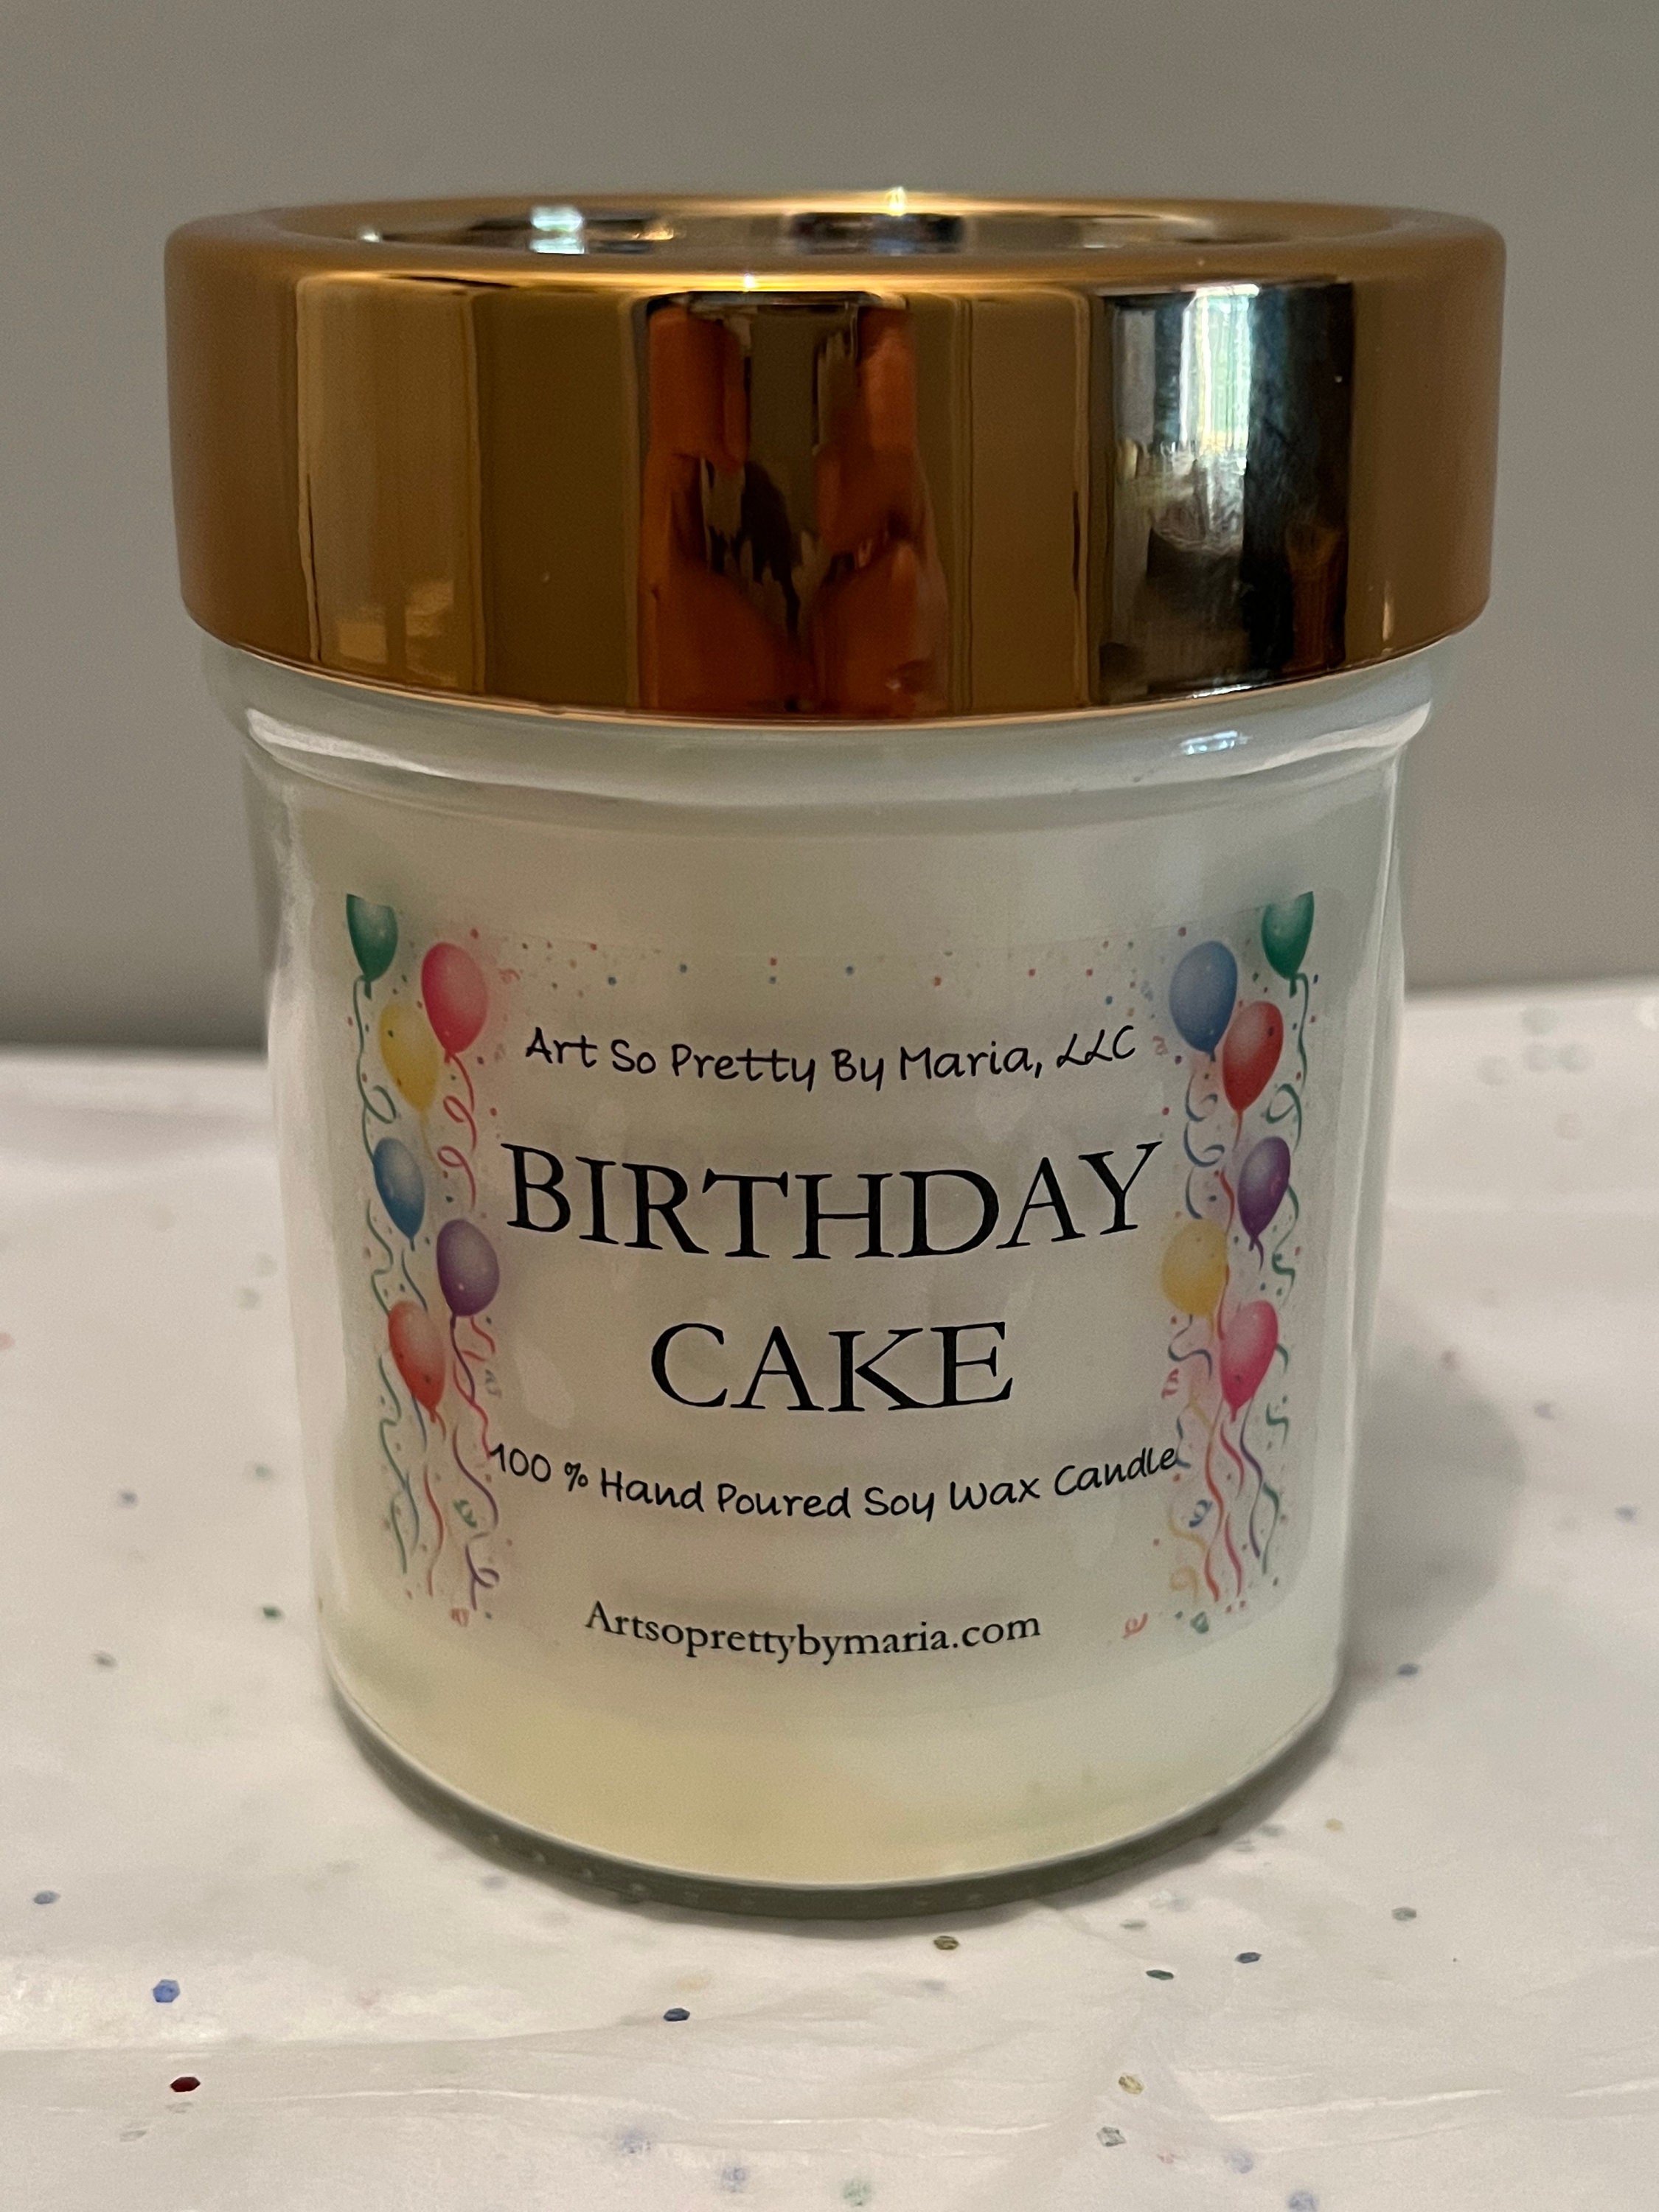 Art So Pretty By Maria, LLC
BIRTHDAY
CAKE
100 % Hand Poured Soy Wax Candle
Artsoprettybymaria.com